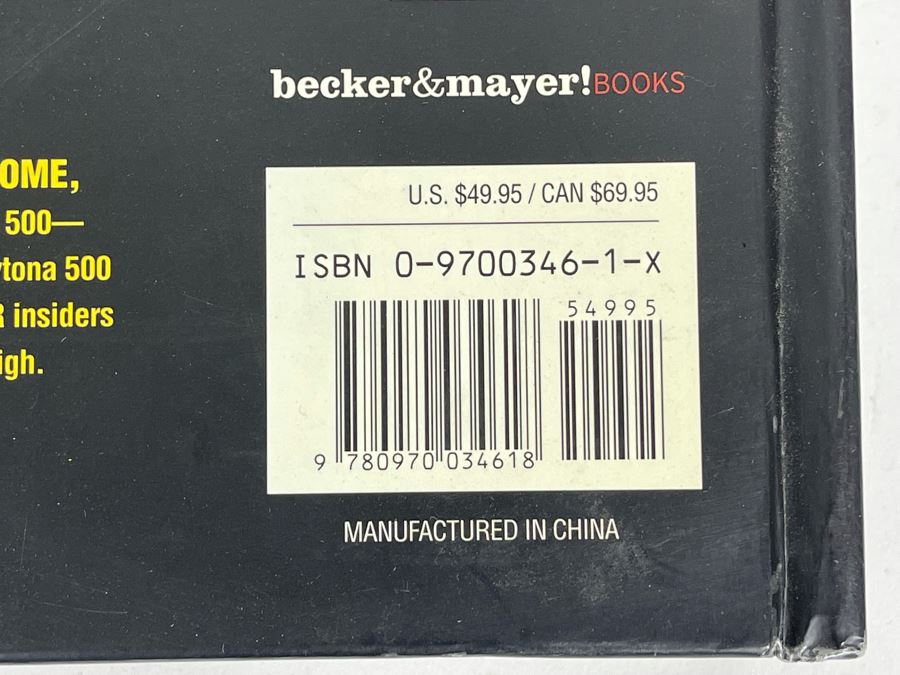 becker&mayer!BOOKS
OME,
500—
ytona 500
R insiders
igh.
U.S. $49.95 / CAN $69.95
ISBN 0-9700346-1-X
54995
9 780970 034618
MANUFACTURED IN CHINA